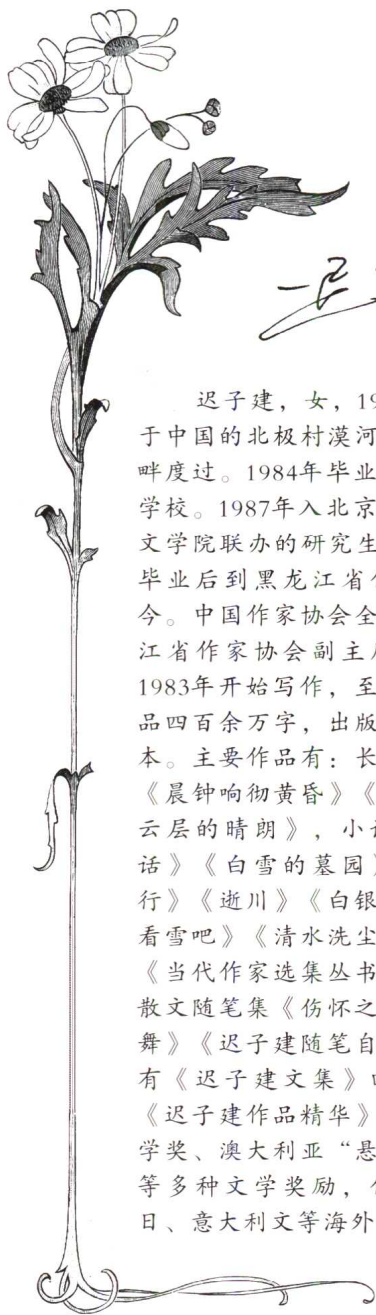 迟子建，女，19
于中国的北极村漠河
畔度过。1984年毕业
学校。1987年入北京
文学院联办的研究生
毕业后到黑龙江省作
今。中国作家协会全
江省作家协会副主席
1983年开始写作，至
品四百余万字，出版
本。主要作品有：长
《晨钟响彻黄昏》《
云层的晴朗》，小说
话》《白雪的墓园》
行》《逝川》《白银
看雪吧》《清水洗尘
《当代作家选集丛书
散文随笔集《伤怀之
舞》《迟子建随笔自
有《迟子建文集》
《迟子建作品精华》
学奖、澳大利亚“悬
等多种文学奖励，
日、意大利文等海外